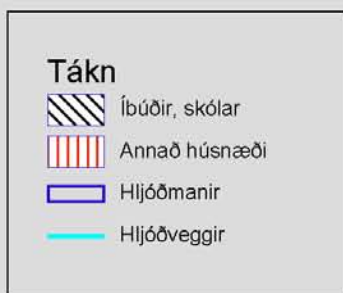 Tákn
Íbúðir, skólar
Annað húsnæði
Hljóðmanir
Hljóðveggir